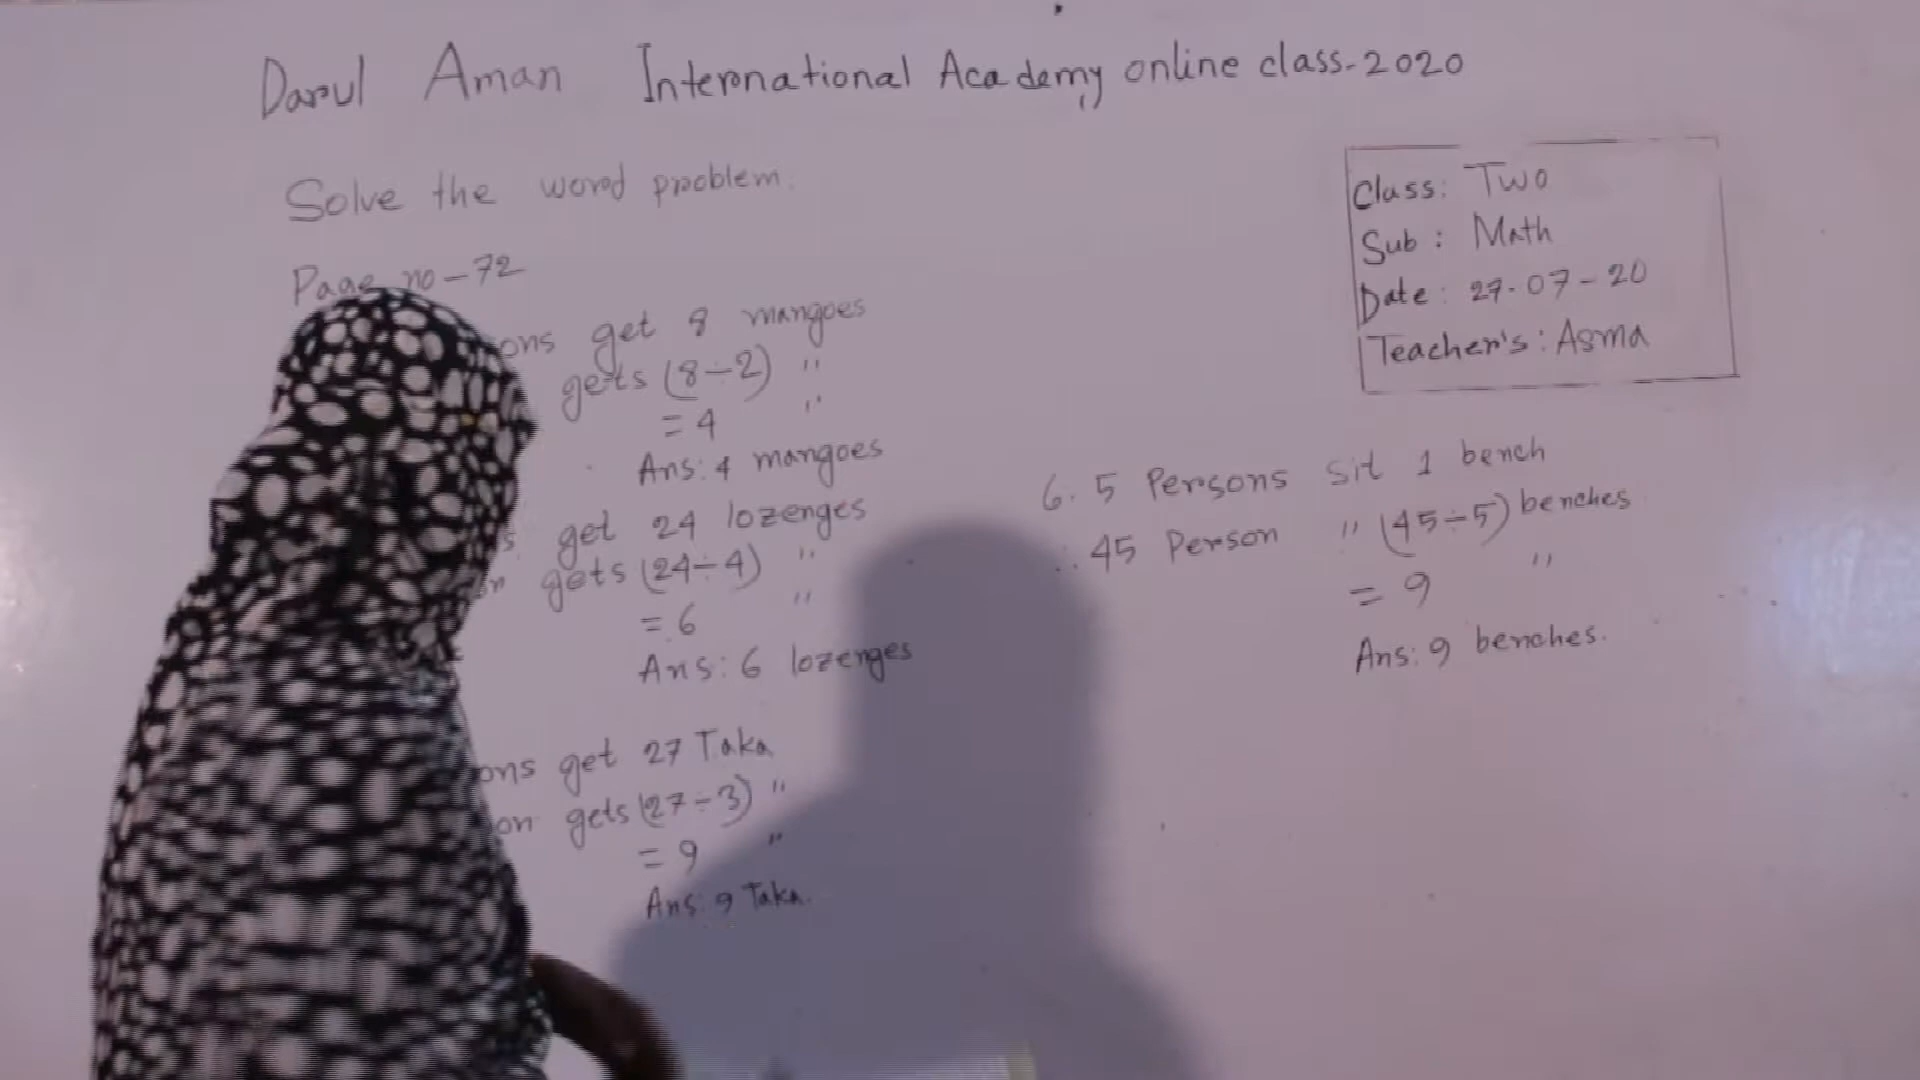 Darul Aman International Academy online class-2020
Solve the word problem.
Page no-72
get 8 mangoes
gets (8÷2) "
= 4 "
Ans: 4 mangoes
get 24 lozenges
gets (24÷4) "
= 6 "
Ans: 6 lozenges
get 27 Taka
gets (27÷3) "
= 9 "
Ans: 9 Taka.
Class: Two
Sub: Math
Date: 27-07-20
Teacher's: Asma
6. 5 Persons sit 1 bench
∴ 45 Person " (45÷5) benches
= 9 "
Ans: 9 benches.